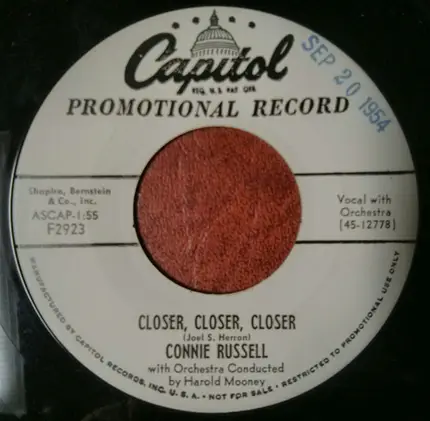 Capitol
REG. U.S. PAT. OFF.
PROMOTIONAL RECORD
SEP 20 1954
Shapiro, Bernstein
& Co., Inc.
ASCAP-1:55
F2923
Vocal with
Orchestra
(45-12778)
CLOSER, CLOSER, CLOSER
(Joel S. Herron)
CONNIE RUSSELL
with Orchestra Conducted
by Harold Mooney
MANUFACTURED BY CAPITOL RECORDS, INC. U.S.A. • NOT FOR SALE • RESTRICTED TO PROMOTIONAL USE ONLY